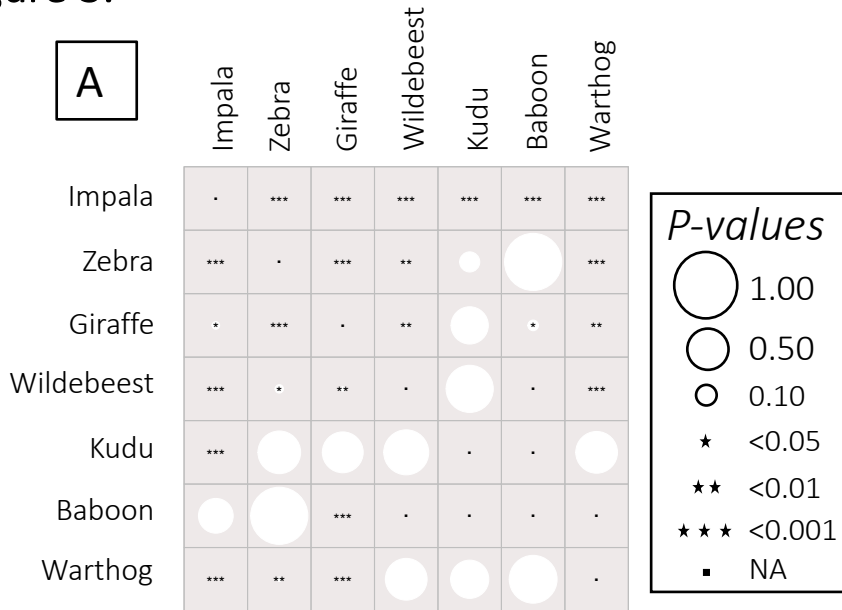 A
Impala
Zebra
Giraffe
Wildebeest
Kudu
Baboon
Warthog
Impala . *** *** *** *** *** ***
Zebra *** . *** ** ***
Giraffe * *** . ** * **
Wildebeest *** * ** . . ***
Kudu *** . .
Baboon *** . . . .
Warthog *** ** *** .
P-values
1.00
0.50
0.10
★ <0.05
★★ <0.01
★★★ <0.001
▪ NA